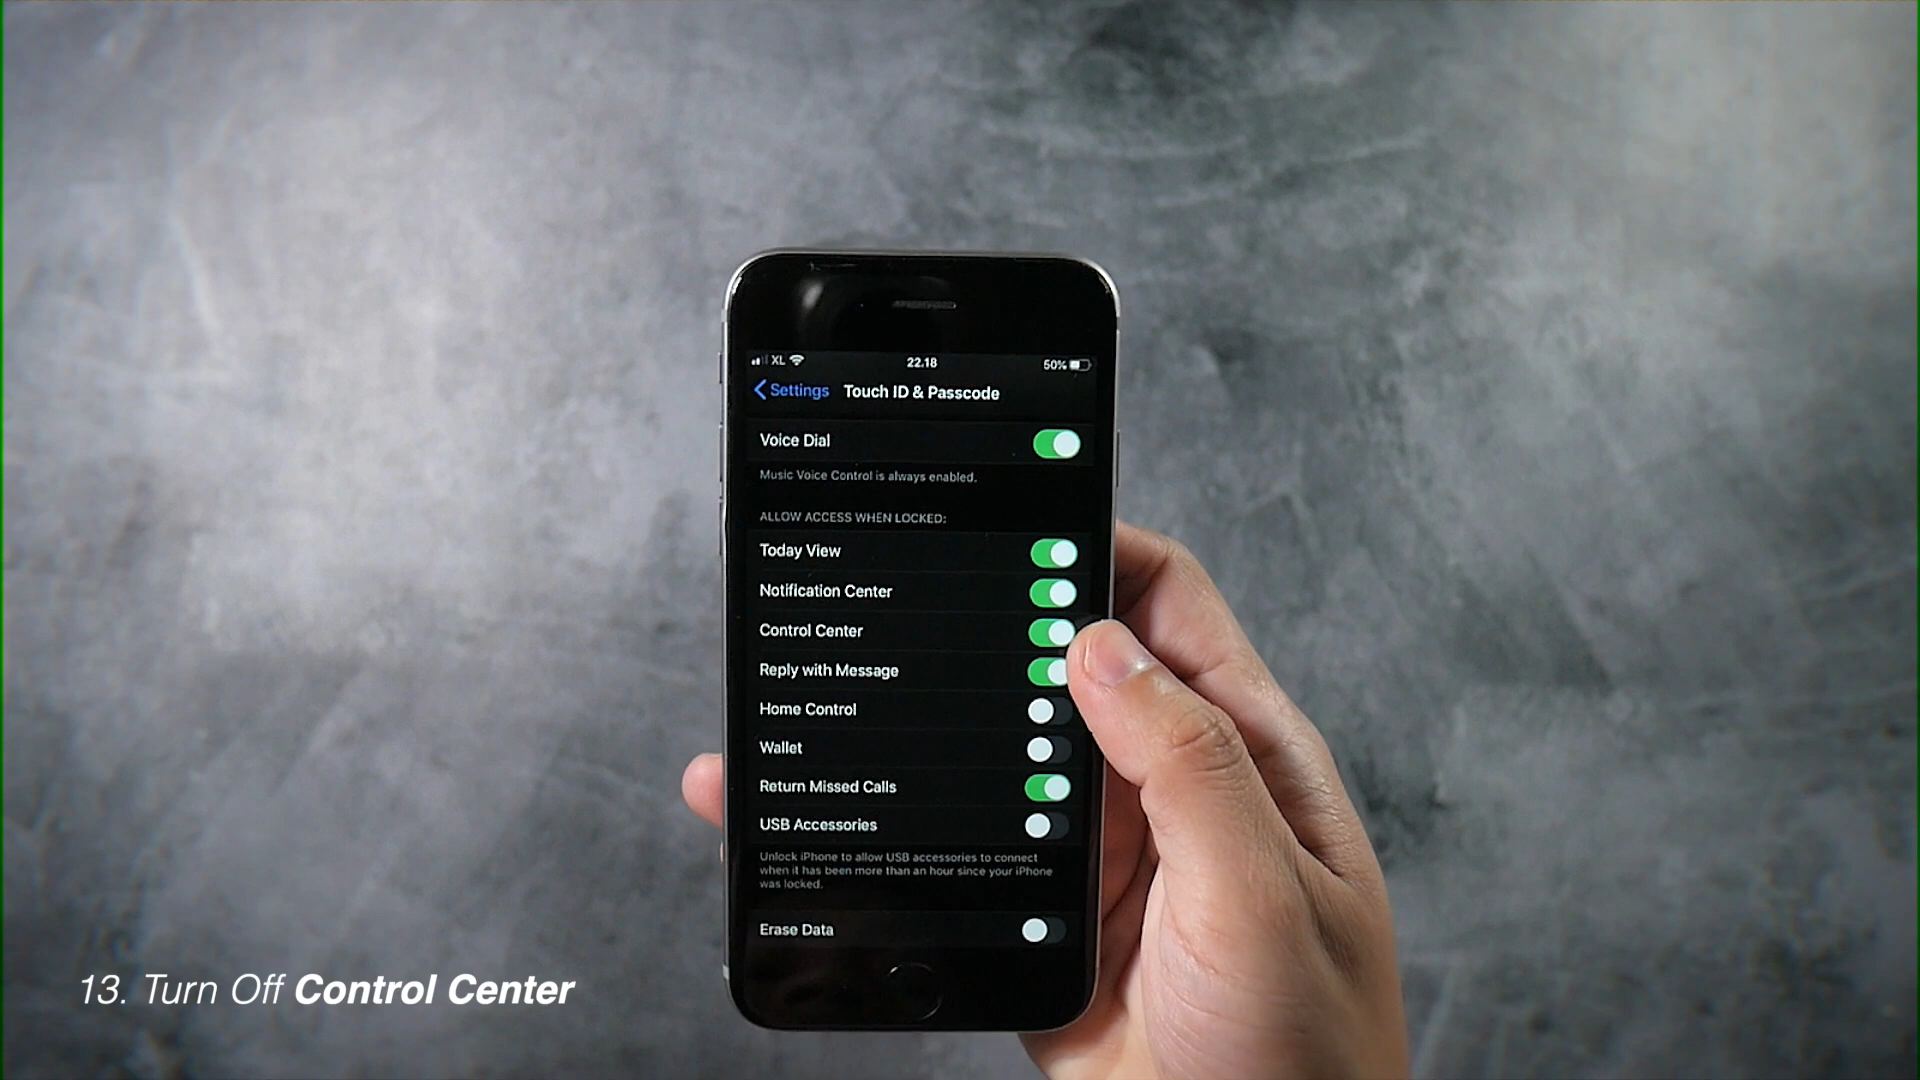 XL 22.18 50%
Settings Touch ID & Passcode
Voice Dial
Music Voice Control is always enabled.
ALLOW ACCESS WHEN LOCKED:
Today View
Notification Center
Control Center
Reply with Message
Home Control
Wallet
Return Missed Calls
USB Accessories
Unlock iPhone to allow USB accessories to connect
when it has been more than an hour since your iPhone
was locked.
Erase Data
13. Turn Off Control Center